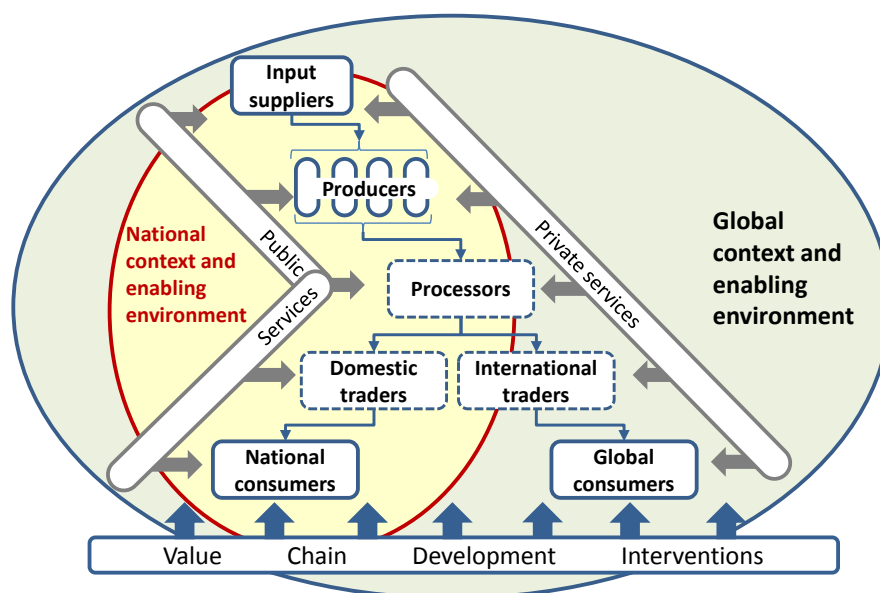 Input
suppliers
Producers
National
context and
enabling
environment
Public
Services
Private services
Global
context and
enabling
environment
Processors
Domestic
traders
International
traders
National
consumers
Global
consumers
Value Chain Development Interventions